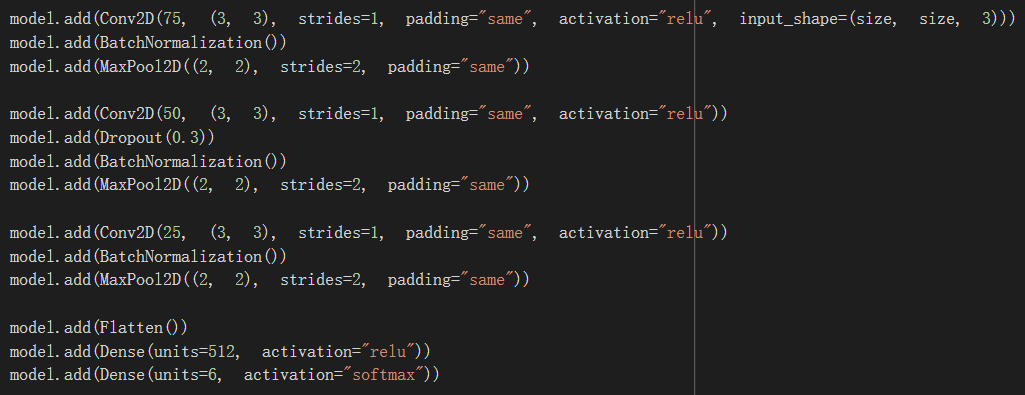 model.add(Conv2D(75, (3, 3), strides=1, padding="same", activation="relu", input_shape=(size, size, 3)))
model.add(BatchNormalization())
model.add(MaxPool2D((2, 2), strides=2, padding="same"))
model.add(Conv2D(50, (3, 3), strides=1, padding="same", activation="relu"))
model.add(Dropout(0.3))
model.add(BatchNormalization())
model.add(MaxPool2D((2, 2), strides=2, padding="same"))
model.add(Conv2D(25, (3, 3), strides=1, padding="same", activation="relu"))
model.add(BatchNormalization())
model.add(MaxPool2D((2, 2), strides=2, padding="same"))
model.add(Flatten())
model.add(Dense(units=512, activation="relu"))
model.add(Dense(units=6, activation="softmax"))